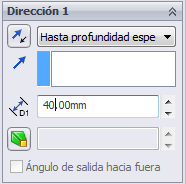 Dirección 1
Hasta profundidad espe
D1
40,00mm
Ángulo de salida hacia fuera